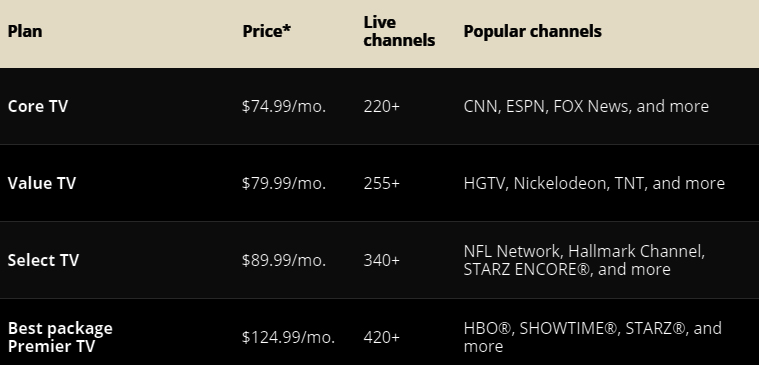 Plan Price* Live channels Popular channels
Core TV $74.99/mo. 220+ CNN, ESPN, FOX News, and more
Value TV $79.99/mo. 255+ HGTV, Nickelodeon, TNT, and more
Select TV $89.99/mo. 340+ NFL Network, Hallmark Channel,
STARZ ENCORE®, and more
Best package
Premier TV $124.99/mo. 420+ HBO®, SHOWTIME®, STARZ®, and
more